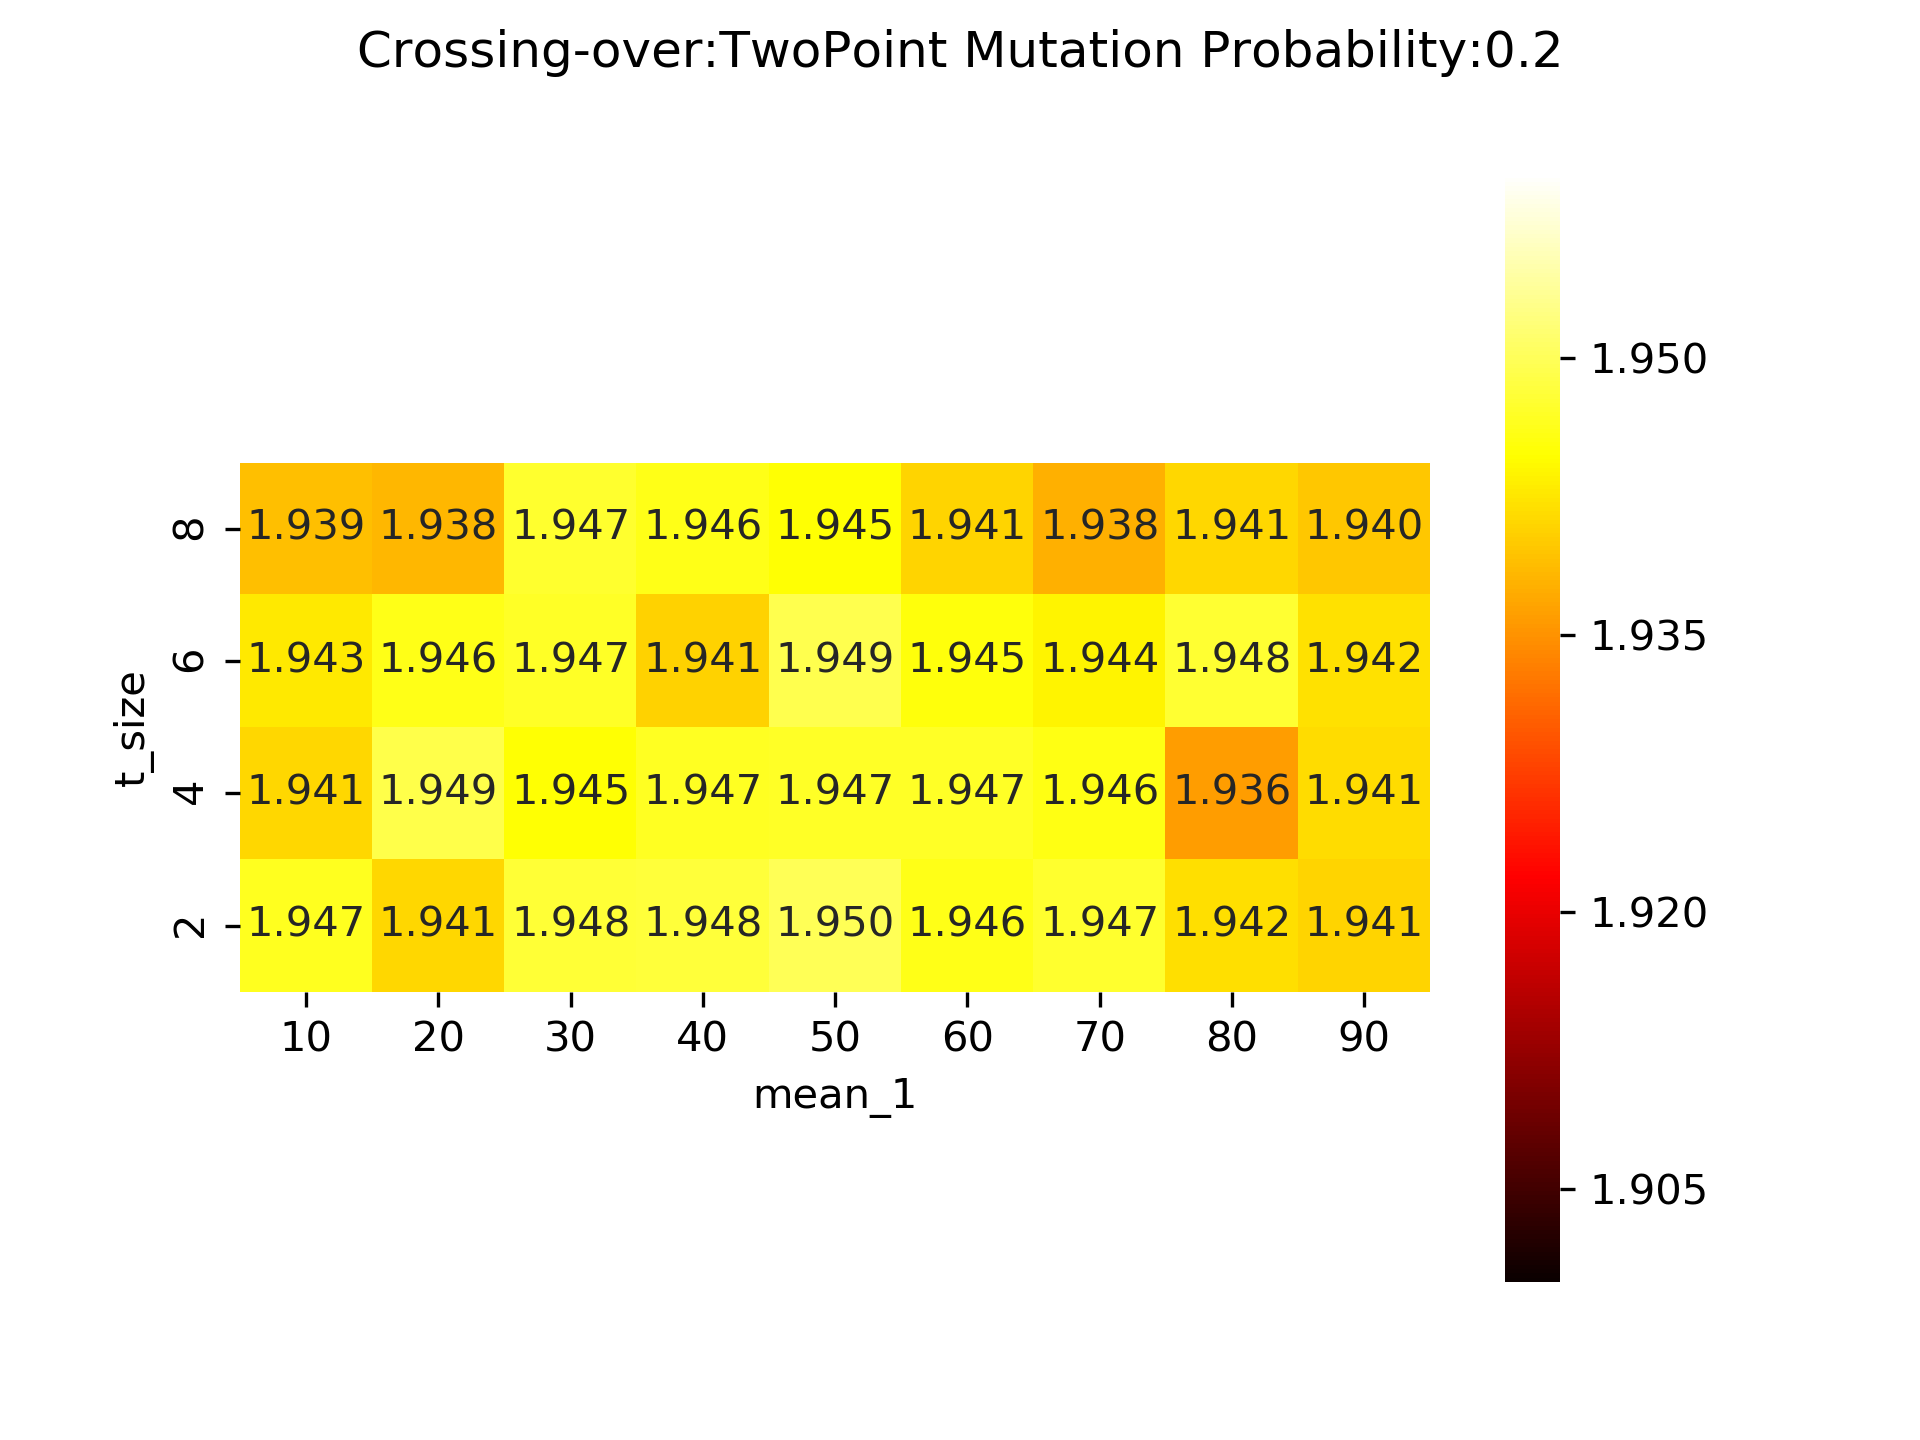 Crossing-over:TwoPoint Mutation Probability:0.2
t_size
8 1.939 1.938 1.947 1.946 1.945 1.941 1.938 1.941 1.940
6 1.943 1.946 1.947 1.941 1.949 1.945 1.944 1.948 1.942
4 1.941 1.949 1.945 1.947 1.947 1.947 1.946 1.936 1.941
2 1.947 1.941 1.948 1.948 1.950 1.946 1.947 1.942 1.941
10 20 30 40 50 60 70 80 90
mean_1
1.950
1.935
1.920
1.905